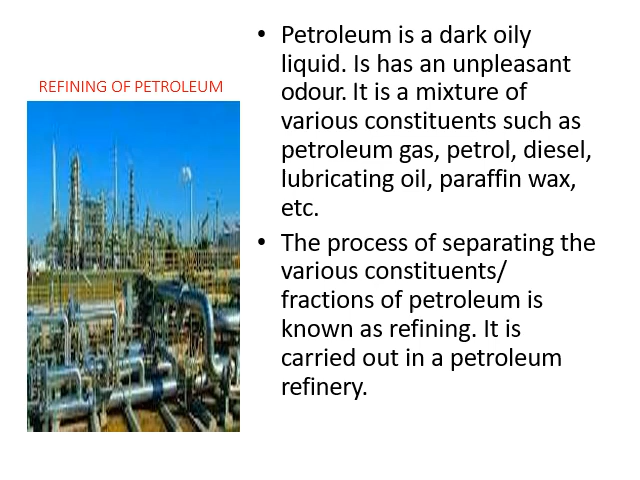 REFINING OF PETROLEUM
• Petroleum is a dark oily
liquid. Is has an unpleasant
odour. It is a mixture of
various constituents such as
petroleum gas, petrol, diesel,
lubricating oil, paraffin wax,
etc.
• The process of separating the
various constituents/
fractions of petroleum is
known as refining. It is
carried out in a petroleum
refinery.